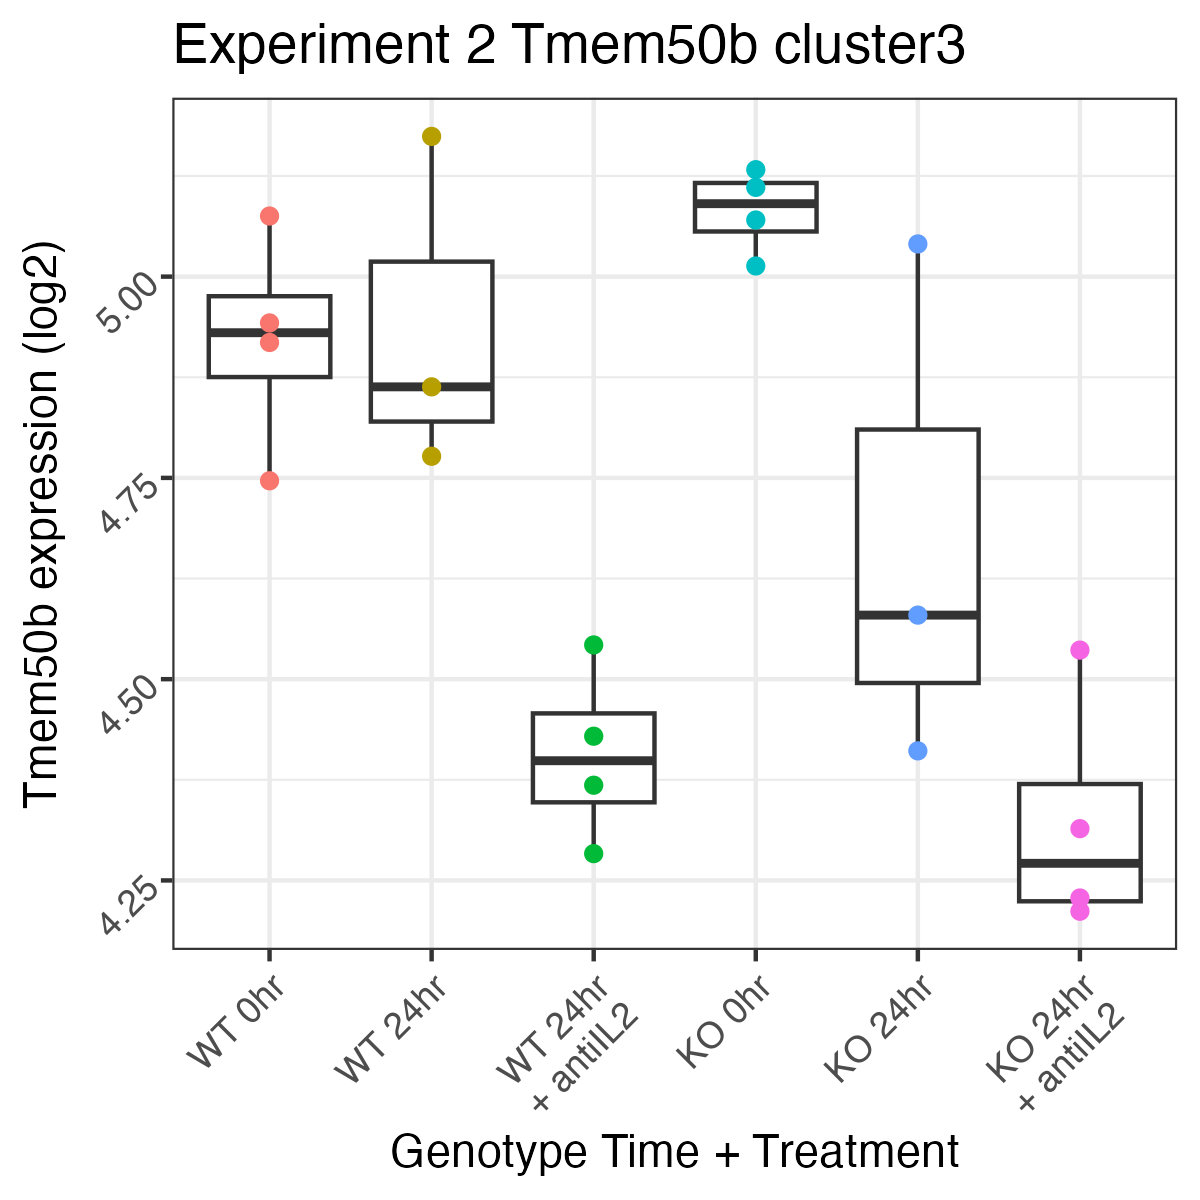 Experiment 2 Tmem50b cluster3
Tmem50b expression (log2)
5.00
4.75
4.50
4.25
WT 0hr
WT 24hr
WT 24hr
+ antiIL2
KO 0hr
KO 24hr
KO 24hr
+ antiIL2
Genotype Time + Treatment